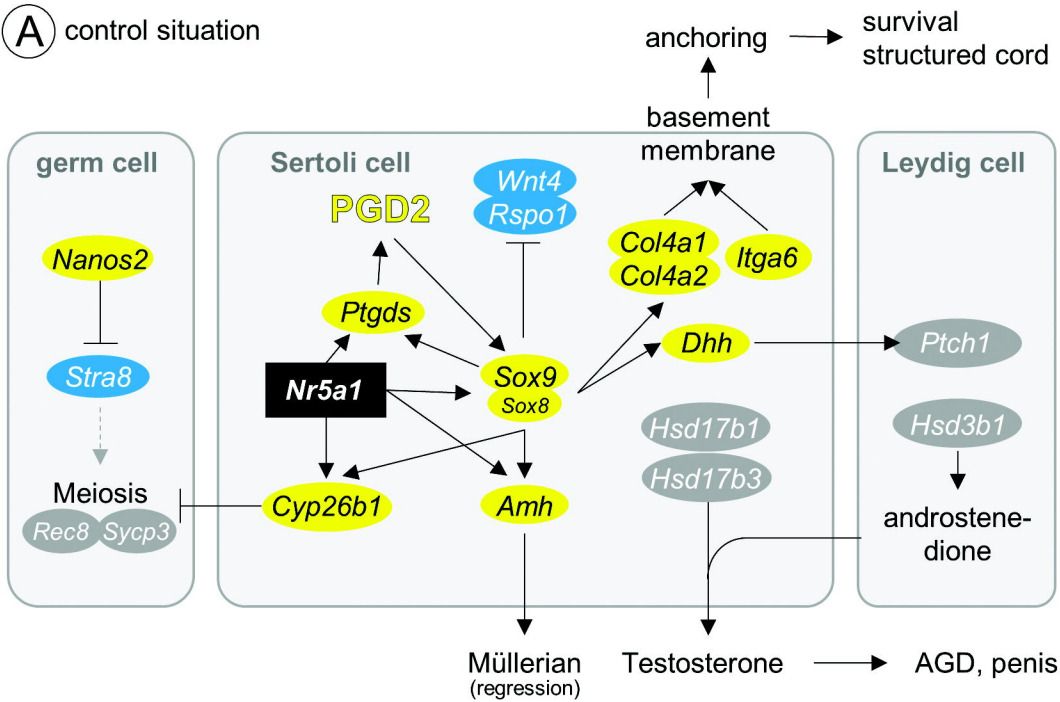 A control situation
anchoring
survival
structured cord
basement
membrane
germ cell
Sertoli cell
Leydig cell
Nanos2
Stra8
Meiosis
Rec8 Sycp3
PGD2
Wnt4
Rspo1
Ptgds
Nr5a1
Sox9
Sox8
Cyp26b1
Amh
Col4a1
Col4a2
Itga6
Dhh
Hsd17b1
Hsd17b3
Ptch1
Hsd3b1
androstene-
dione
Müllerian
(regression)
Testosterone
AGD, penis